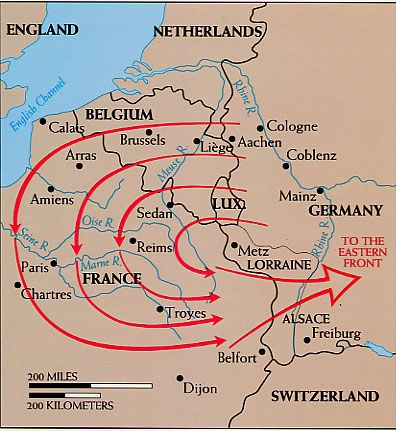 ENGLAND
NETHERLANDS
English Channel
Rhine R.
BELGIUM
Calais
Brussels
Cologne
Aachen
Liège
Meuse R.
Coblenz
Arras
Amiens
Mainz
Sedan
LUX.
GERMANY
Oise R.
Seine R.
Reims
Metz
Rhine R.
TO THE
EASTERN
FRONT
LORRAINE
Paris
Marne R.
FRANCE
Chartres
Troyes
ALSACE
Freiburg
Belfort
200 MILES
200 KILOMETERS
Dijon
SWITZERLAND